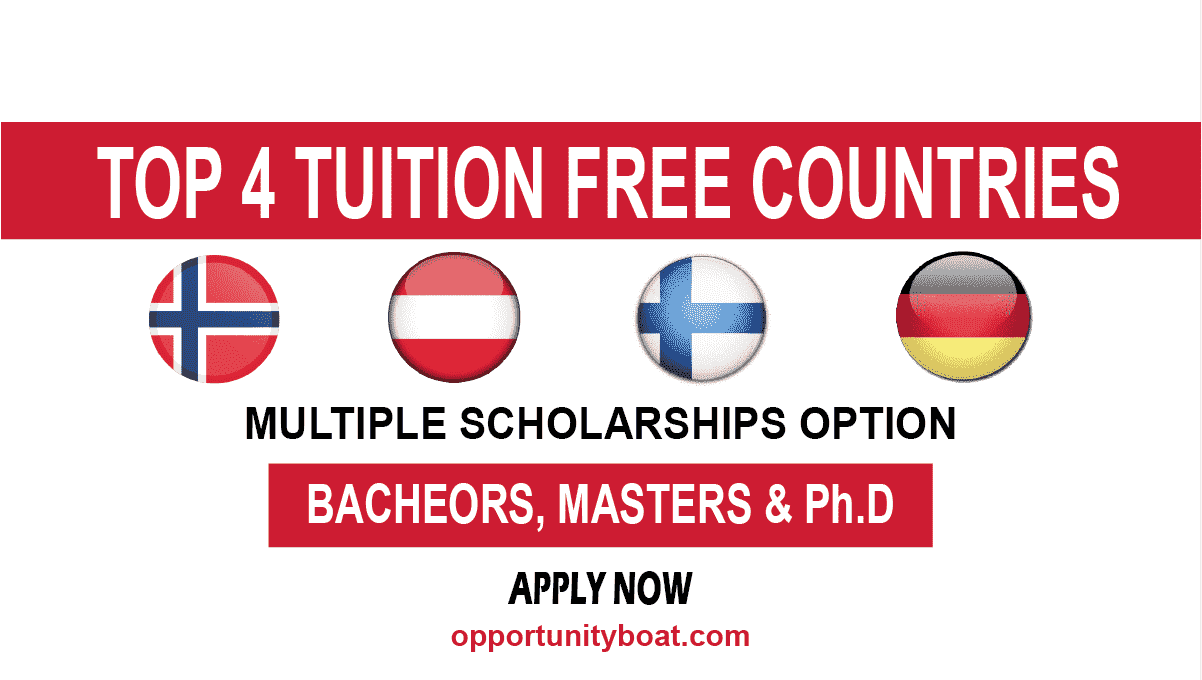 TOP 4 TUITION FREE COUNTRIES
MULTIPLE SCHOLARSHIPS OPTION
BACHEORS, MASTERS & Ph.D
APPLY NOW
opportunityboat.com